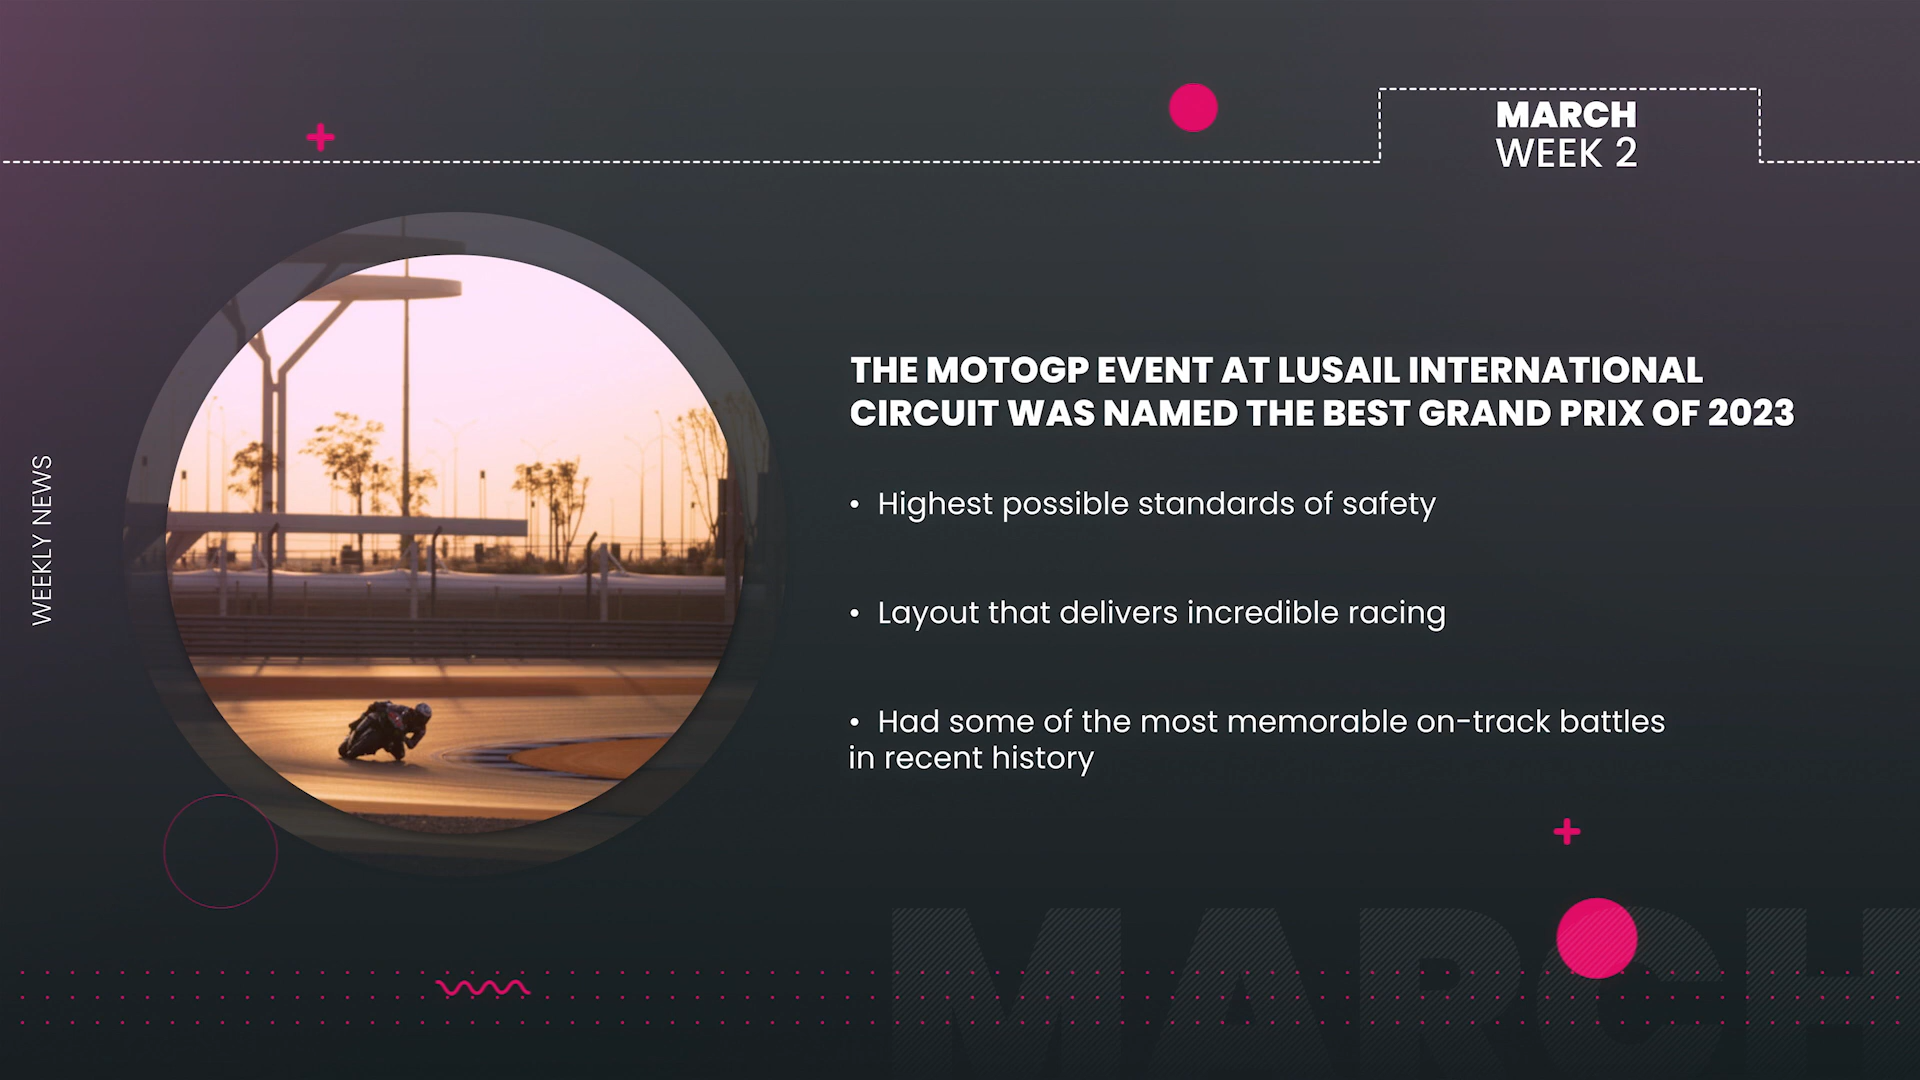 MARCH
WEEK 2
WEEKLY NEWS
THE MOTOGP EVENT AT LUSAIL INTERNATIONAL
CIRCUIT WAS NAMED THE BEST GRAND PRIX OF 2023
• Highest possible standards of safety
• Layout that delivers incredible racing
• Had some of the most memorable on-track battles
in recent history
MARCH